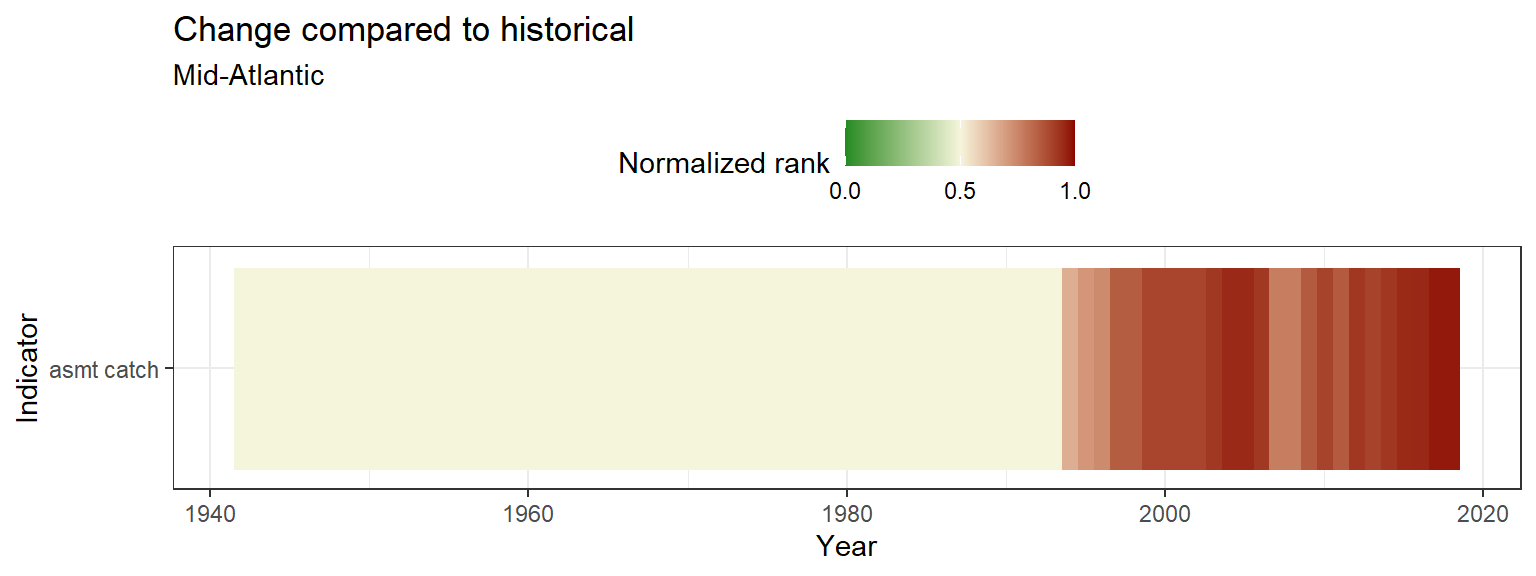 Change compared to historical
Mid-Atlantic
Normalized rank
0.0 0.5 1.0
Indicator
asmt catch
1940 1960 1980 2000 2020
Year